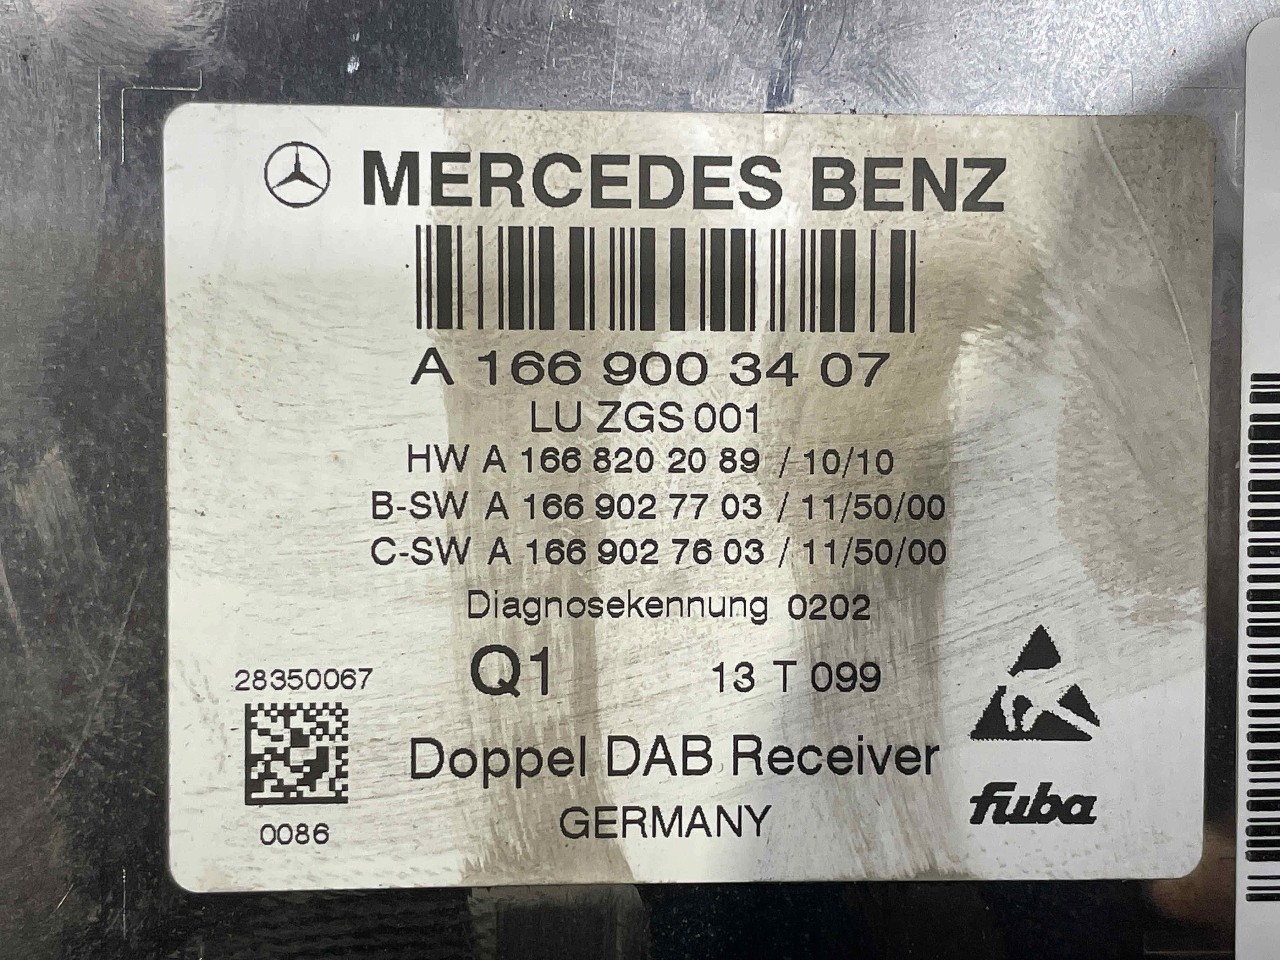 MERCEDES BENZ
A 166 900 34 07
LU ZGS 001
HW A 166 820 20 89 / 10/10
B-SW A 166 902 77 03 / 11/50/00
C-SW A 166 902 76 03 / 11/50/00
Diagnosekennung 0202
28350067 Q1 13 T 099
Doppel DAB Receiver
0086 GERMANY fuba